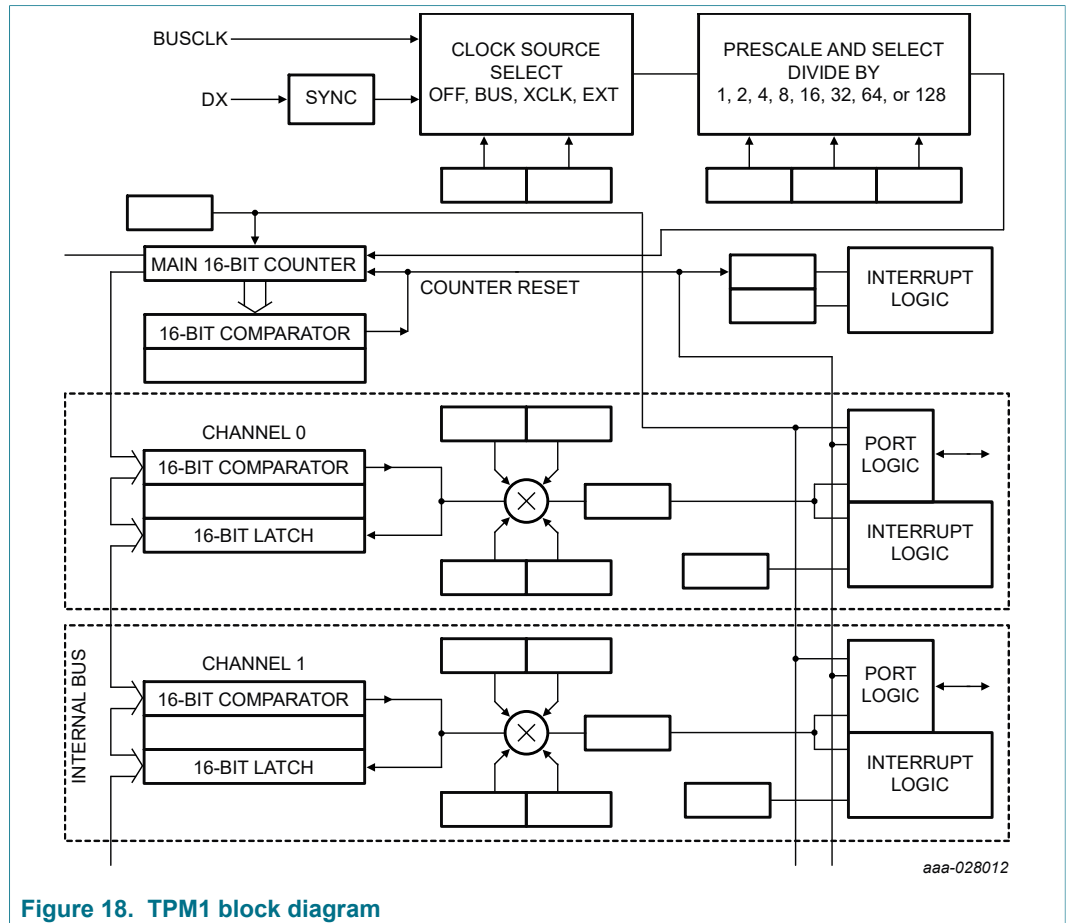 BUSCLK
DX
SYNC
CLOCK SOURCE
SELECT
OFF, BUS, XCLK, EXT
PRESCALE AND SELECT
DIVIDE BY
1, 2, 4, 8, 16, 32, 64, or 128
MAIN 16-BIT COUNTER
COUNTER RESET
INTERRUPT
LOGIC
16-BIT COMPARATOR
CHANNEL 0
16-BIT COMPARATOR
16-BIT LATCH
PORT
LOGIC
INTERRUPT
LOGIC
INTERNAL BUS
CHANNEL 1
16-BIT COMPARATOR
16-BIT LATCH
PORT
LOGIC
INTERRUPT
LOGIC
aaa-028012
Figure 18. TPM1 block diagram